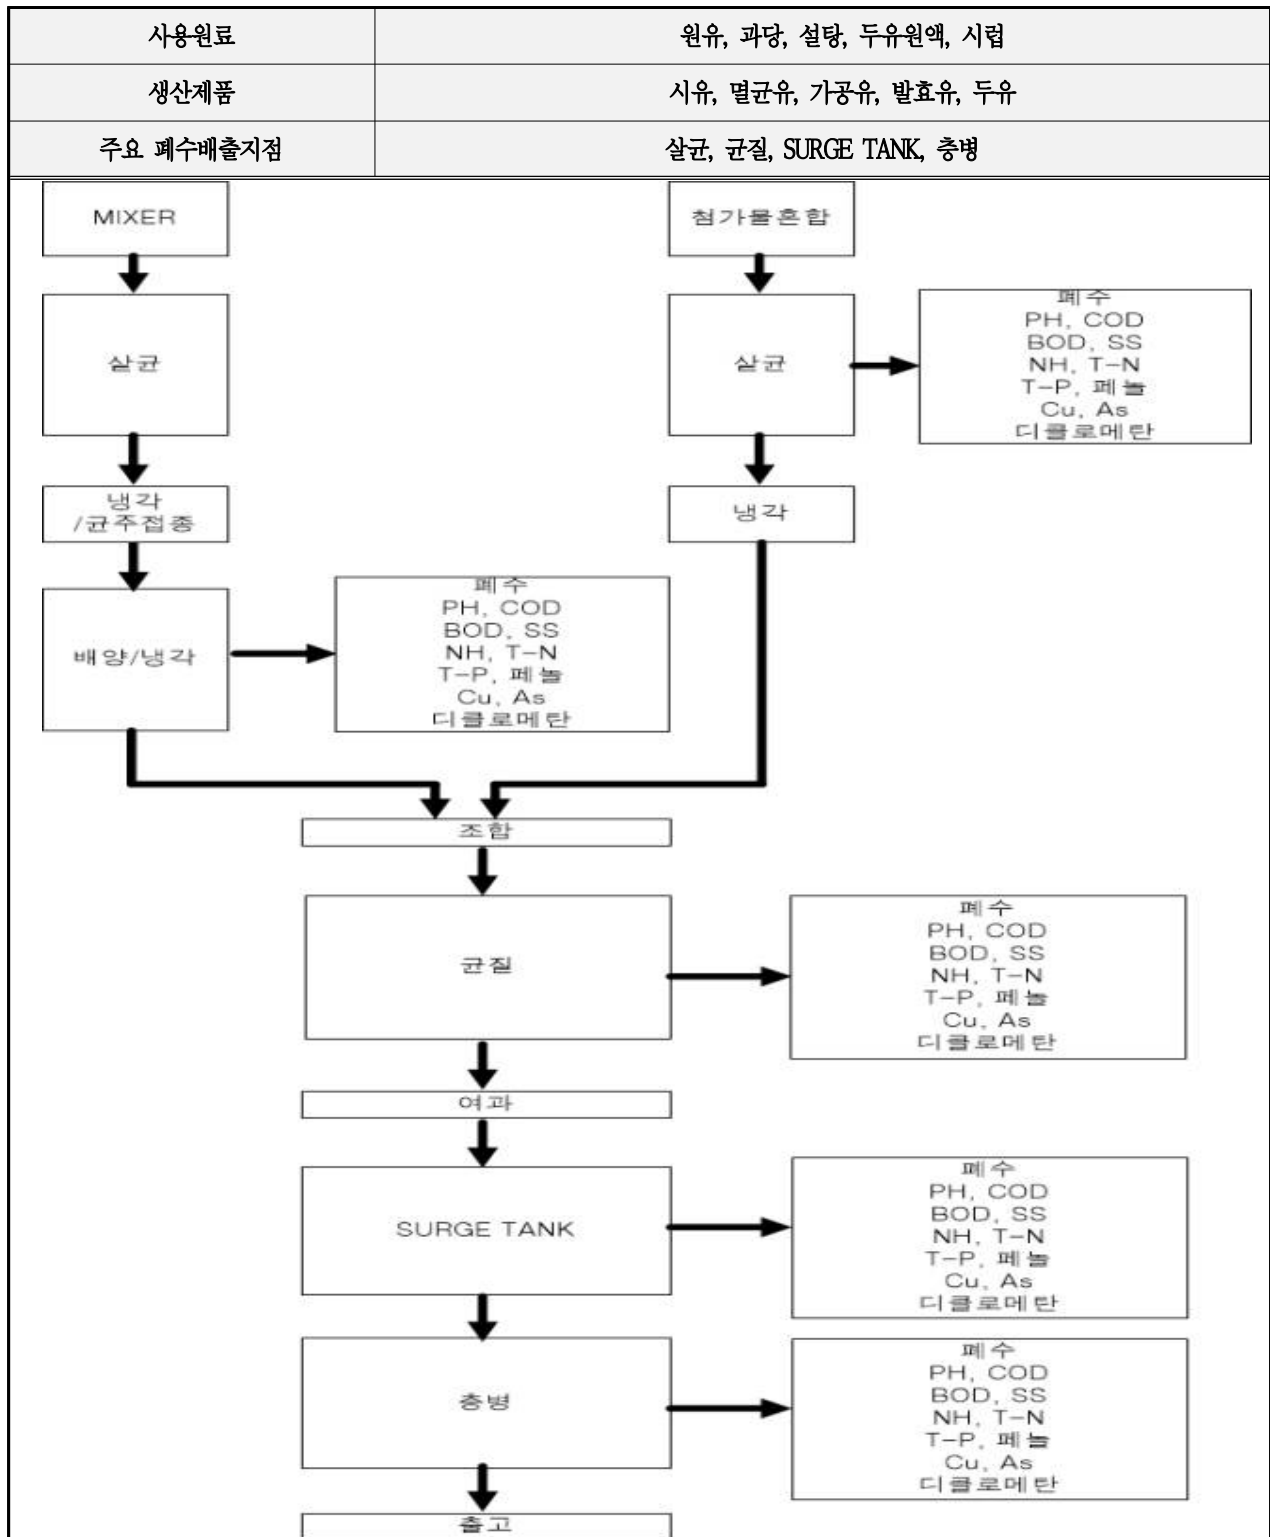 사용원료 원유, 과당, 설탕, 두유원액, 시럽
생산제품 시유, 멸균유, 가공유, 발효유, 두유
주요 폐수배출지점 살균, 균질, SURGE TANK, 층병
MIXER
첨가물혼합
살균
살균
폐수
PH, COD
BOD, SS
NH, T-N
T-P, 페놀
Cu, As
디클로메탄
냉각
/균주접종
냉각
배양/냉각
폐수
PH, COD
BOD, SS
NH, T-N
T-P, 페놀
Cu, As
디클로메탄
조합
균질
폐수
PH, COD
BOD, SS
NH, T-N
T-P, 페놀
Cu, As
디클로메탄
여과
SURGE TANK
폐수
PH, COD
BOD, SS
NH, T-N
T-P, 페놀
Cu, As
디클로메탄
층병
폐수
PH, COD
BOD, SS
NH, T-N
T-P, 페놀
Cu, As
디클로메탄
출고